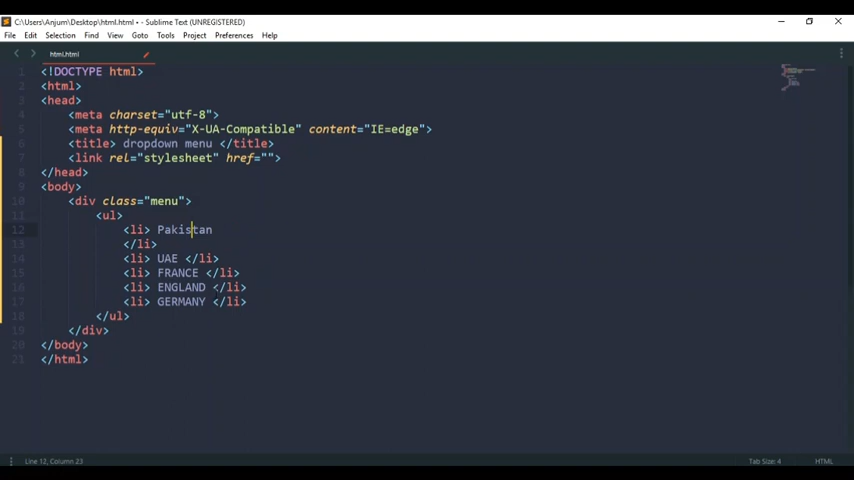 C:\Users\Anjum\Desktop\html.html • - Sublime Text (UNREGISTERED)
File Edit Selection Find View Goto Tools Project Preferences Help
html.html
1 <!DOCTYPE html>
2 <html>
3 <head>
4 <meta charset="utf-8">
5 <meta http-equiv="X-UA-Compatible" content="IE=edge">
6 <title> dropdown menu </title>
7 <link rel="stylesheet" href="">
8 </head>
9 <body>
10 <div class="menu">
11 <ul>
12 <li> Pakistan
13 </li>
14 <li> UAE </li>
15 <li> FRANCE </li>
16 <li> ENGLAND </li>
17 <li> GERMANY </li>
18 </ul>
19 </div>
20 </body>
21 </html>
Line 12, Column 23 Tab Size: 4 HTML